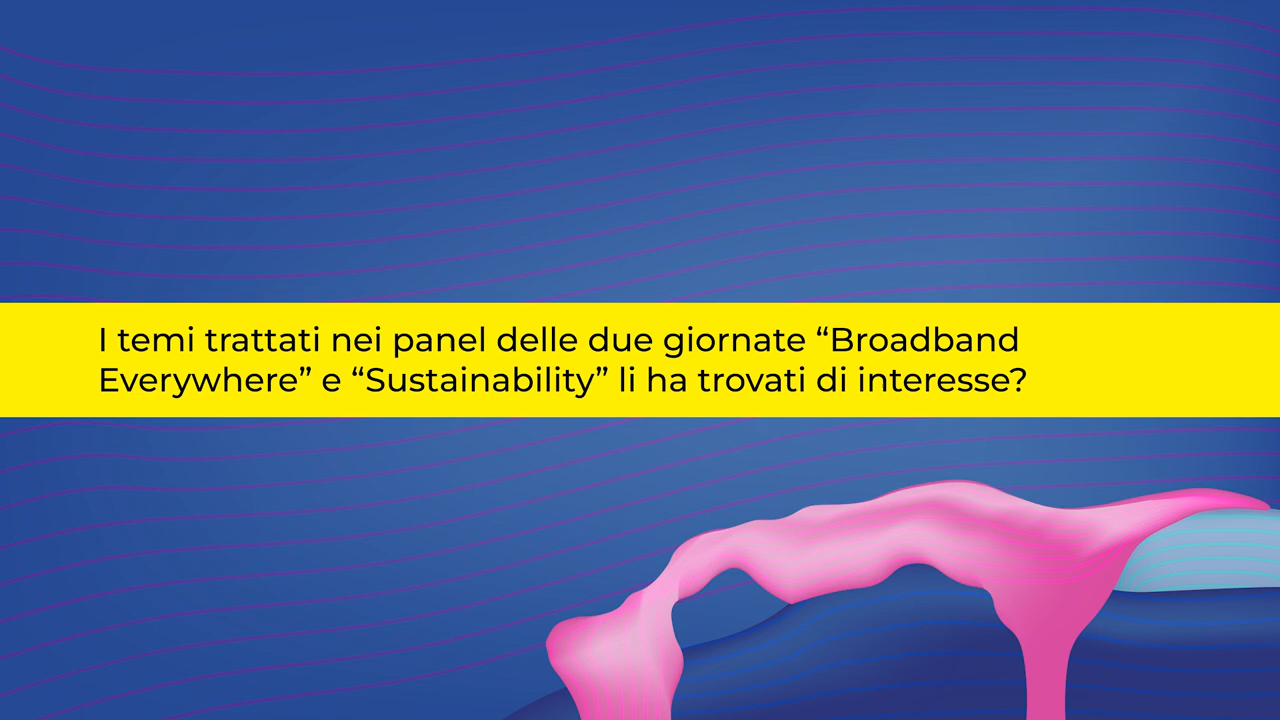 I temi trattati nei panel delle due giornate “Broadband
Everywhere” e “Sustainability” li ha trovati di interesse?